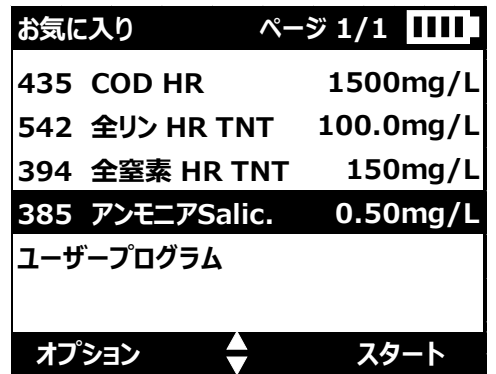 お気に入り ページ 1/1
435 COD HR 1500mg/L
542 全リン HR TNT 100.0mg/L
394 全窒素 HR TNT 150mg/L
385 アンモニアSalic. 0.50mg/L
ユーザープログラム
オプション スタート